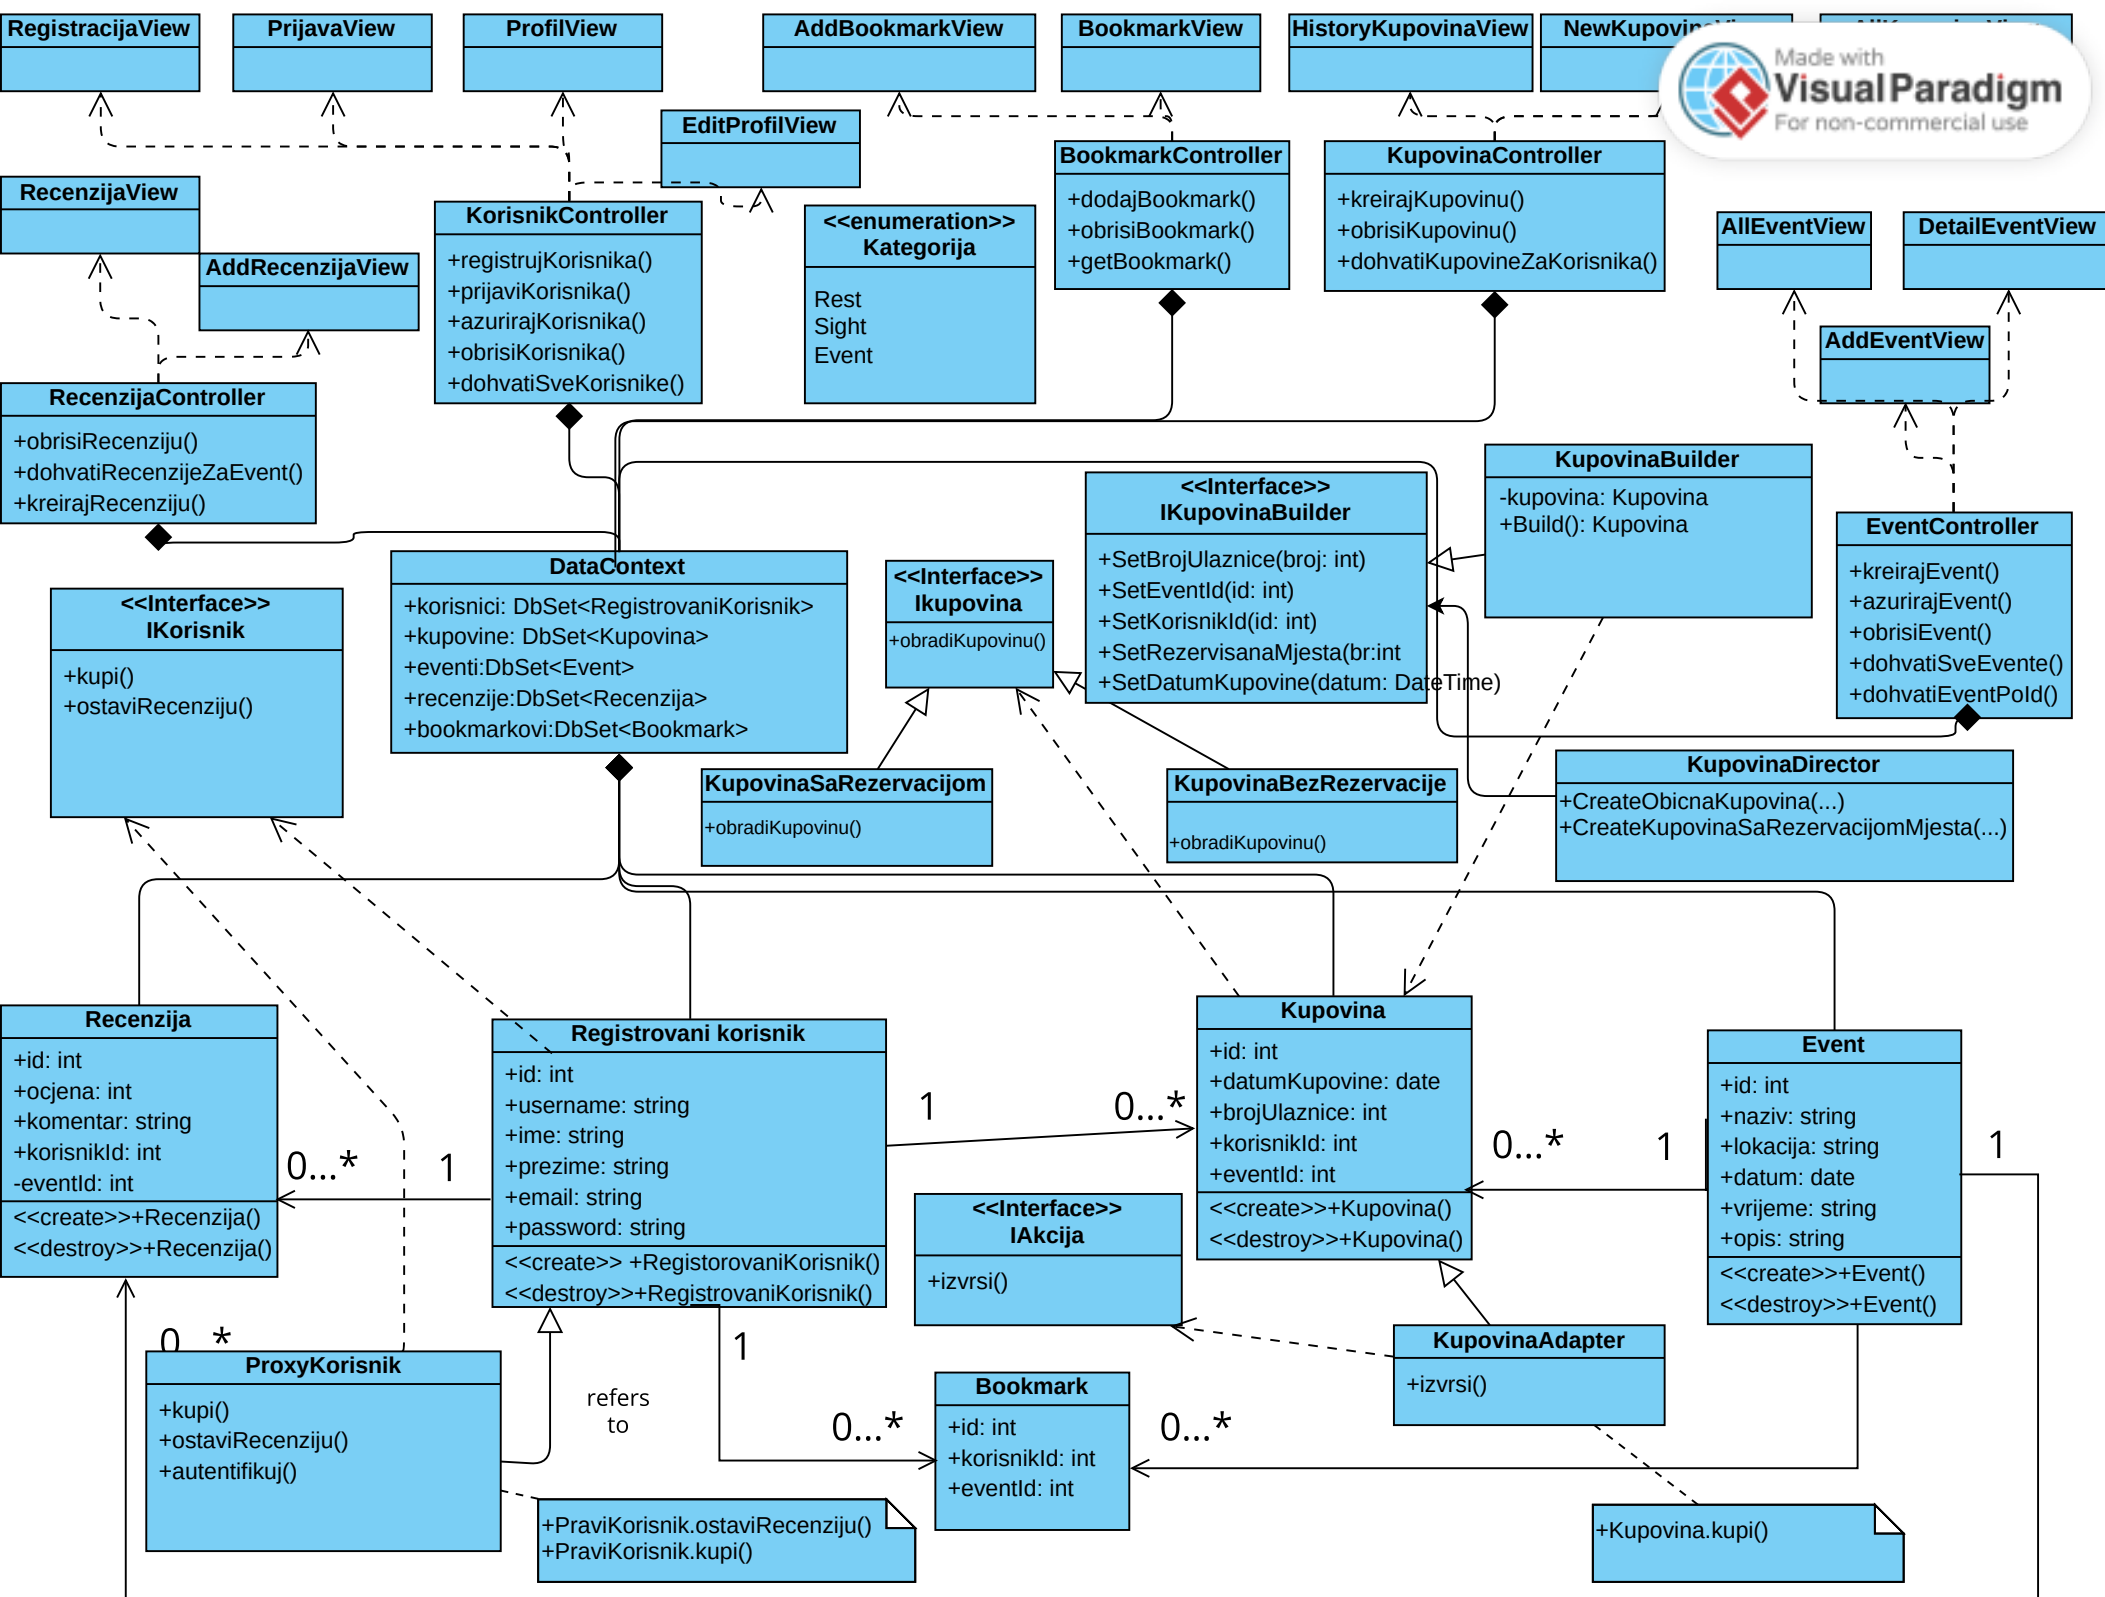 RegistracijaView
PrijavaView
ProfilView
AddBookmarkView
BookmarkView
HistoryKupovinaView
Made with
VisualParadigm
For non-commercial use
EditProfilView
RecenzijaView
AddRecenzijaView
KorisnikController
+registrujKorisnika()
+prijaviKorisnika()
+azurirajKorisnika()
+obrisiKorisnika()
+dohvatiSveKorisnike()
<<enumeration>>
Kategorija
Rest
Sight
Event
BookmarkController
+dodajBookmark()
+obrisiBookmark()
+getBookmark()
KupovinaController
+kreirajKupovinu()
+obrisiKupovinu()
+dohvatiKupovineZaKorisnika()
AllEventView
DetailEventView
AddEventView
RecenzijaController
+obrisiRecenziju()
+dohvatiRecenzijeZaEvent()
+kreirajRecenziju()
<<Interface>>
IKorisnik
+kupi()
+ostaviRecenziju()
DataContext
+korisnici: DbSet<RegistrovaniKorisnik>
+kupovine: DbSet<Kupovina>
+eventi:DbSet<Event>
+recenzije:DbSet<Recenzija>
+bookmarkovi:DbSet<Bookmark>
<<Interface>>
Ikupovina
+obradiKupovinu()
<<Interface>>
IKupovinaBuilder
+SetBrojUlaznice(broj: int)
+SetEventId(id: int)
+SetKorisnikId(id: int)
+SetRezervisanaMjesta(br:int
+SetDatumKupovine(datum: DateTime)
KupovinaBuilder
-kupovina: Kupovina
+Build(): Kupovina
EventController
+kreirajEvent()
+azurirajEvent()
+obrisiEvent()
+dohvatiSveEvente()
+dohvatiEventPoId()
KupovinaSaRezervacijom
+obradiKupovinu()
KupovinaBezRezervacije
+obradiKupovinu()
KupovinaDirector
+CreateObicnaKupovina(...)
+CreateKupovinaSaRezervacijomMjesta(...)
Recenzija
+id: int
+ocjena: int
+komentar: string
+korisnikId: int
-eventId: int
<<create>>+Recenzija()
<<destroy>>+Recenzija()
0...*
1
Registrovani korisnik
+id: int
+username: string
+ime: string
+prezime: string
+email: string
+password: string
<<create>> +RegistorovaniKorisnik()
<<destroy>>+RegistrovaniKorisnik()
1
0...*
Kupovina
+id: int
+datumKupovine: date
+brojUlaznice: int
+korisnikId: int
+eventId: int
<<create>>+Kupovina()
<<destroy>>+Kupovina()
0...*
1
Event
+id: int
+naziv: string
+lokacija: string
+datum: date
+vrijeme: string
+opis: string
<<create>>+Event()
<<destroy>>+Event()
1
<<Interface>>
IAkcija
+izvrsi()
KupovinaAdapter
+izvrsi()
ProxyKorisnik
+kupi()
+ostaviRecenziju()
+autentifikuj()
refers
to
1
0...*
Bookmark
+id: int
+korisnikId: int
+eventId: int
0...*
+PraviKorisnik.ostaviRecenziju()
+PraviKorisnik.kupi()
+Kupovina.kupi()